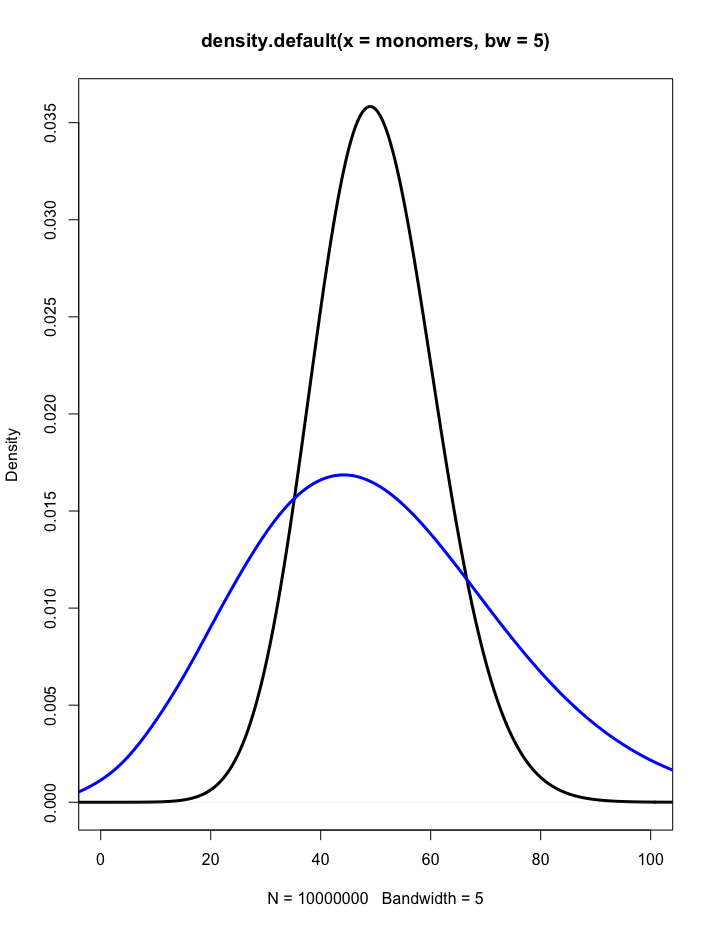 density.default(x = monomers, bw = 5)
0.035
0.030
0.025
0.020
0.015
0.010
0.005
0.000
Density
0 20 40 60 80 100
N = 10000000 Bandwidth = 5